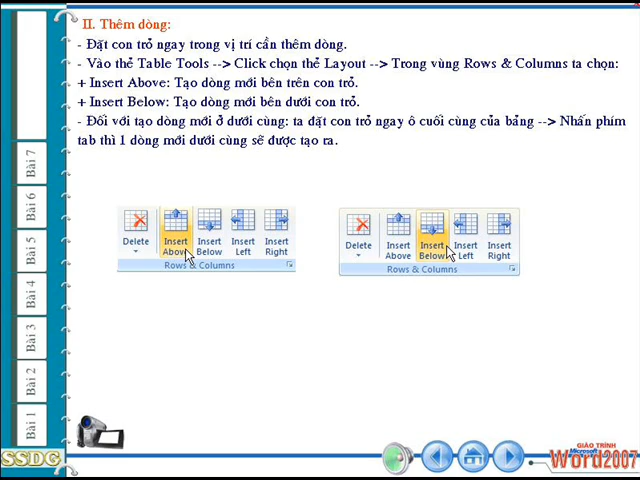 II. Thêm dòng:
- Đặt con trỏ ngay trong vị trí cần thêm dòng.
- Vào thẻ Table Tools --> Click chọn thẻ Layout --> Trong vùng Rows & Columns ta chọn:
+ Insert Above: Tạo dòng mới bên trên con trỏ.
+ Insert Below: Tạo dòng mới bên dưới con trỏ.
- Đối với tạo dòng mới ở dưới cùng: ta đặt con trỏ ngay ô cuối cùng của bảng --> Nhấn phím
tab thì 1 dòng mới dưới cùng sẽ được tạo ra.
Bài 7
Bài 6
Bài 5
Bài 4
Bài 3
Bài 2
Bài 1
SSDG
Delete
Insert Above
Insert Below
Insert Left
Insert Right
Rows & Columns
Delete
Insert Above
Insert Below
Insert Left
Insert Right
Rows & Columns
GIÁO TRÌNH
Microsoft
Word2007